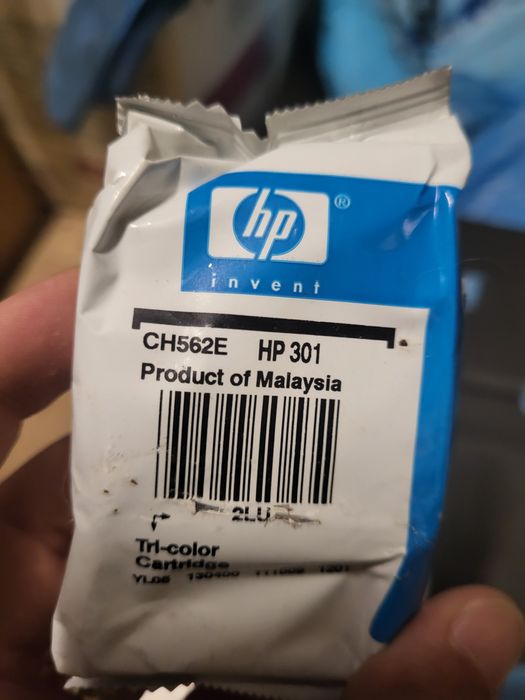 hp®
invent
CH562E HP 301
Product of Malaysia
2LU
Tri-color
Cartridge